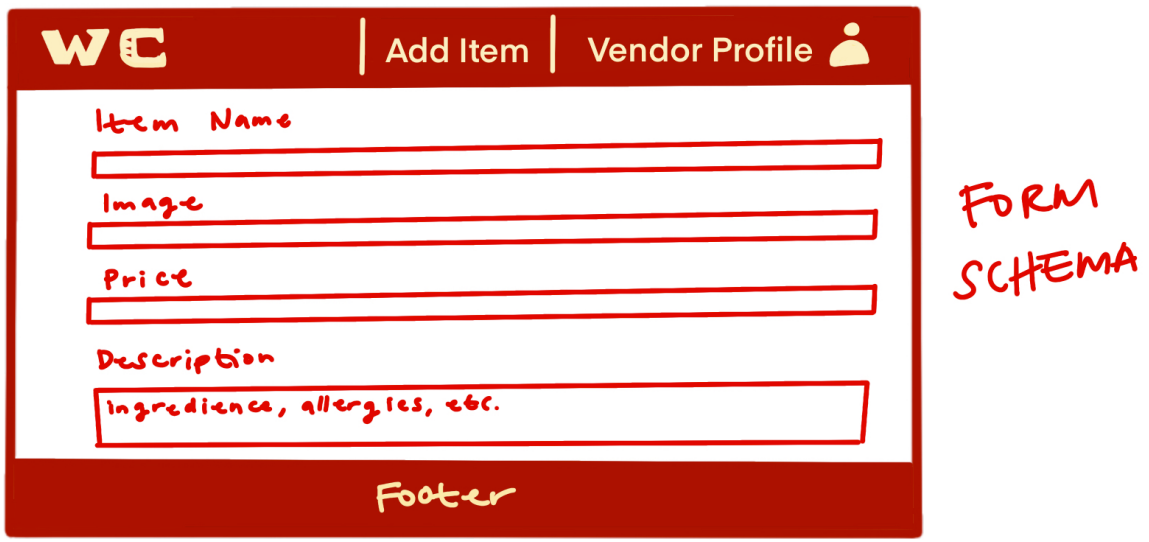 WC
Add Item
Vendor Profile
Item Name
Image
Price
Description
ingredience, allergies, etc.
Footer
FORM
SCHEMA